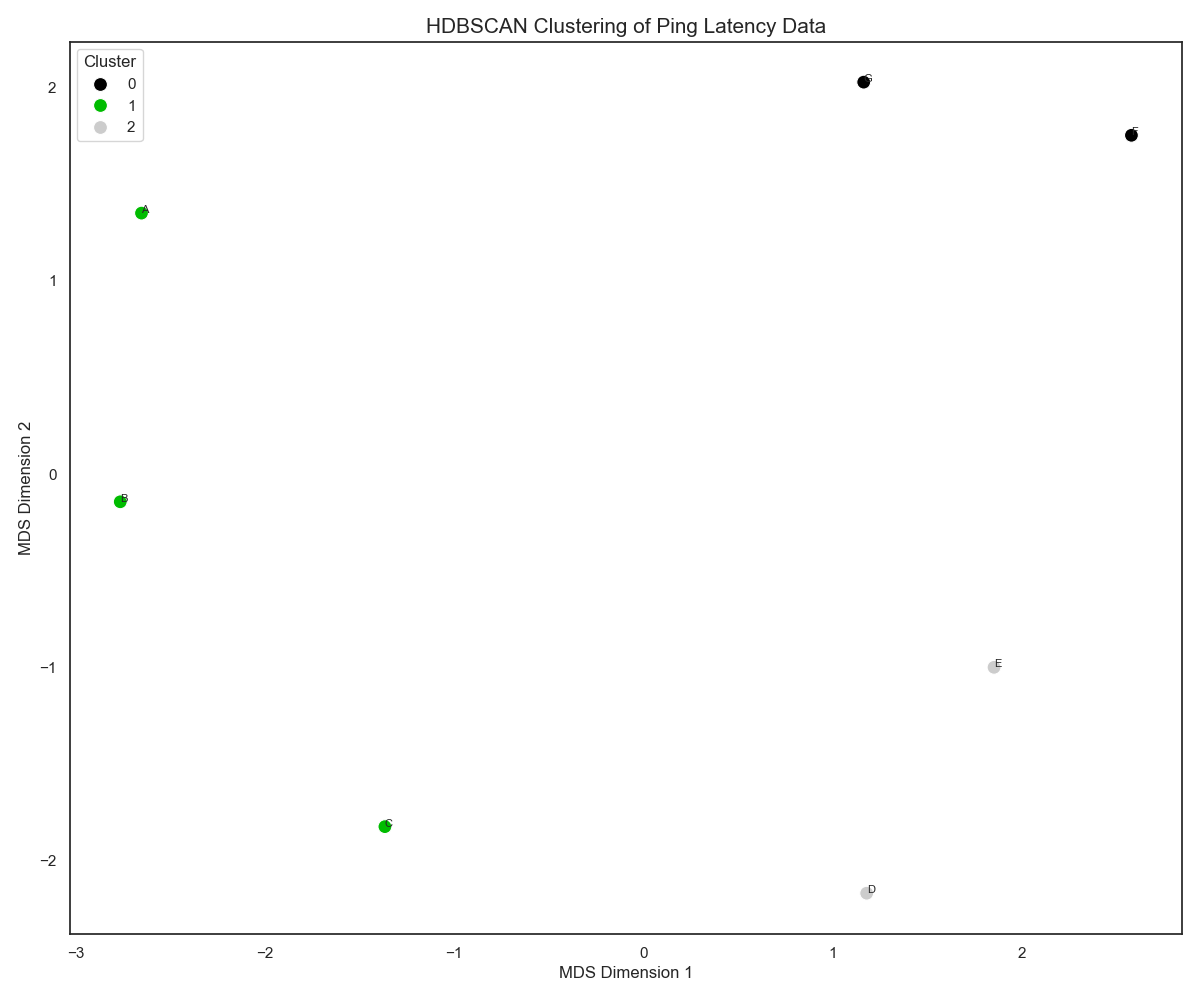 HDBSCAN Clustering of Ping Latency Data
Cluster
0
1
2
G
F
A
B
E
C
D
2
1
0
−1
−2
MDS Dimension 2
−3
−2
−1
0
1
2
MDS Dimension 1